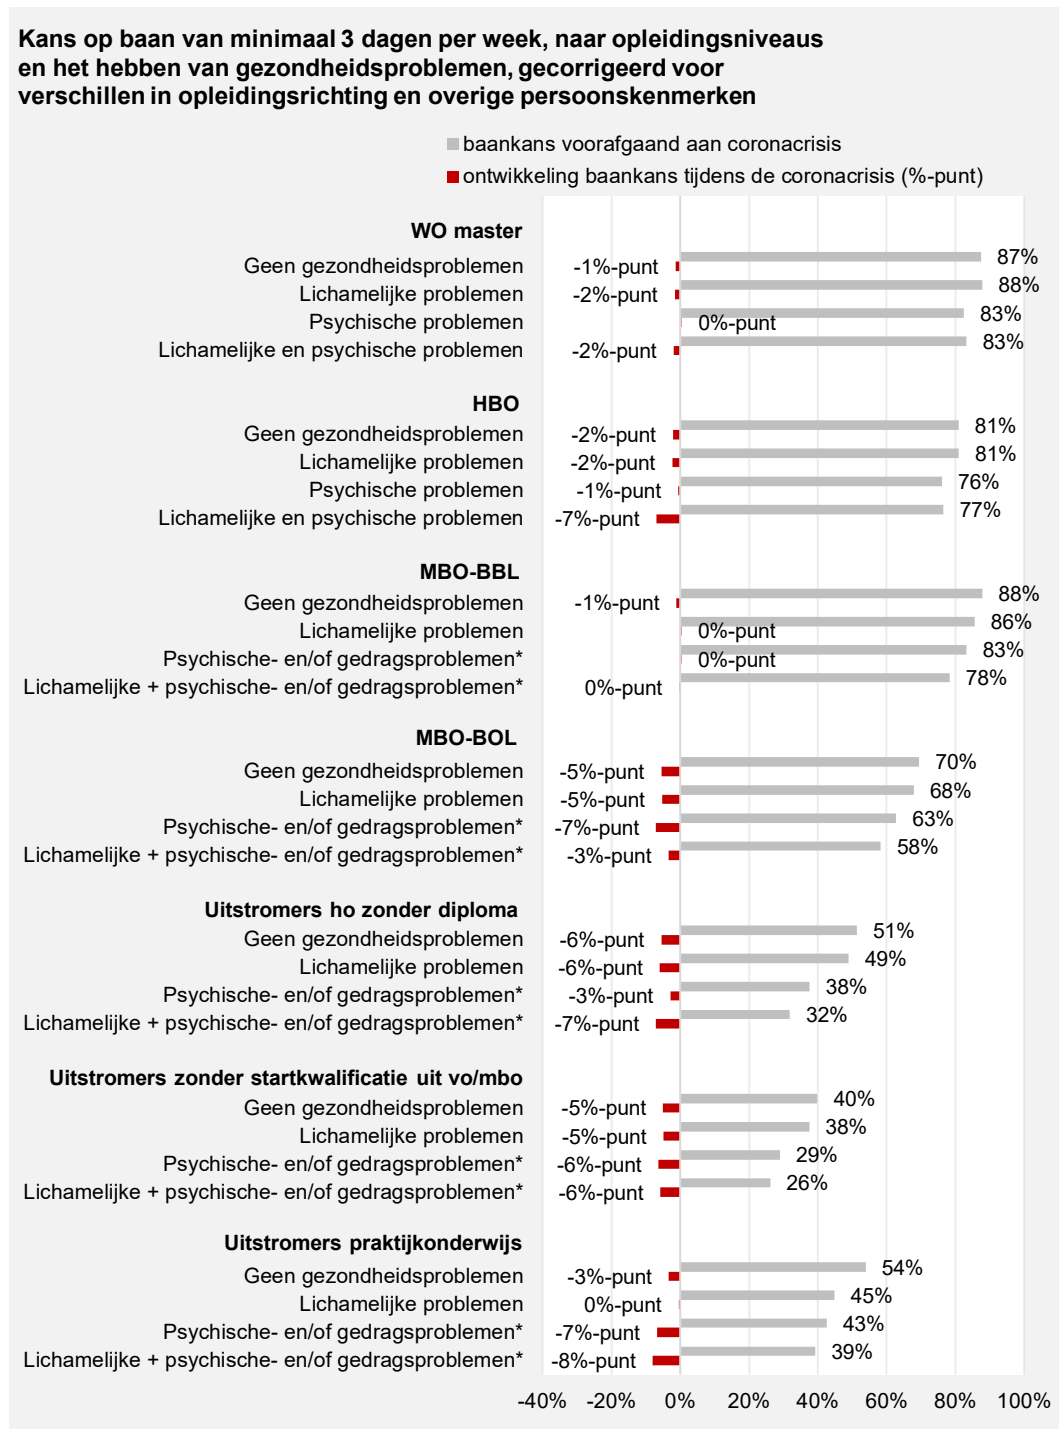 Kans op baan van minimaal 3 dagen per week, naar opleidingsniveaus
en het hebben van gezondheidsproblemen, gecorrigeerd voor
verschillen in opleidingsrichting en overige persoonskenmerken
baankans voorafgaand aan coronacrisis
ontwikkeling baankans tijdens de coronacrisis (%-punt)
WO master
Geen gezondheidsproblemen -1%-punt 87%
Lichamelijke problemen -2%-punt 88%
Psychische problemen 0%-punt 83%
Lichamelijke en psychische problemen -2%-punt 83%
HBO
Geen gezondheidsproblemen -2%-punt 81%
Lichamelijke problemen -2%-punt 81%
Psychische problemen -1%-punt 76%
Lichamelijke en psychische problemen -7%-punt 77%
MBO-BBL
Geen gezondheidsproblemen -1%-punt 88%
Lichamelijke problemen 0%-punt 86%
Psychische- en/of gedragsproblemen* 0%-punt 83%
Lichamelijke + psychische- en/of gedragsproblemen* 0%-punt 78%
MBO-BOL
Geen gezondheidsproblemen -5%-punt 70%
Lichamelijke problemen -5%-punt 68%
Psychische- en/of gedragsproblemen* -7%-punt 63%
Lichamelijke + psychische- en/of gedragsproblemen* -3%-punt 58%
Uitstromers ho zonder diploma
Geen gezondheidsproblemen -6%-punt 51%
Lichamelijke problemen -6%-punt 49%
Psychische- en/of gedragsproblemen* -3%-punt 38%
Lichamelijke + psychische- en/of gedragsproblemen* -7%-punt 32%
Uitstromers zonder startkwalificatie uit vo/mbo
Geen gezondheidsproblemen -5%-punt 40%
Lichamelijke problemen -5%-punt 38%
Psychische- en/of gedragsproblemen* -6%-punt 29%
Lichamelijke + psychische- en/of gedragsproblemen* -6%-punt 26%
Uitstromers praktijkonderwijs
Geen gezondheidsproblemen -3%-punt 54%
Lichamelijke problemen 0%-punt 45%
Psychische- en/of gedragsproblemen* -7%-punt 43%
Lichamelijke + psychische- en/of gedragsproblemen* -8%-punt 39%
-40% -20% 0% 20% 40% 60% 80% 100%